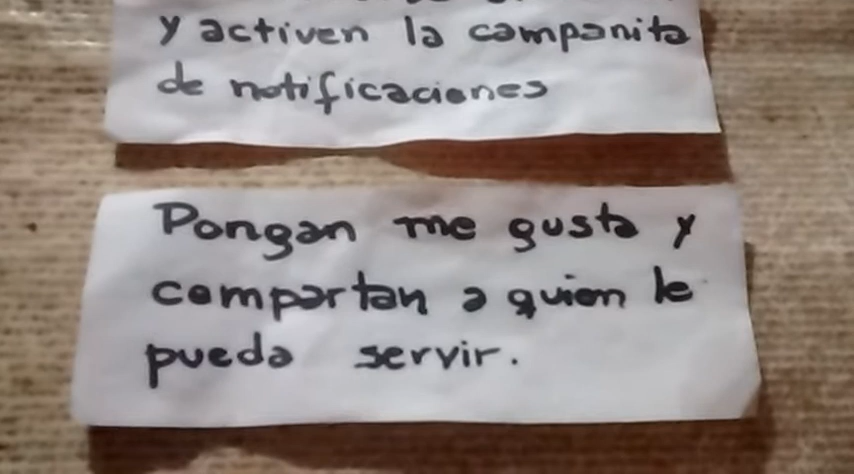 y activen la campanita
de notificaciones
Pongan me gusta y
compartan a quien le
pueda servir.